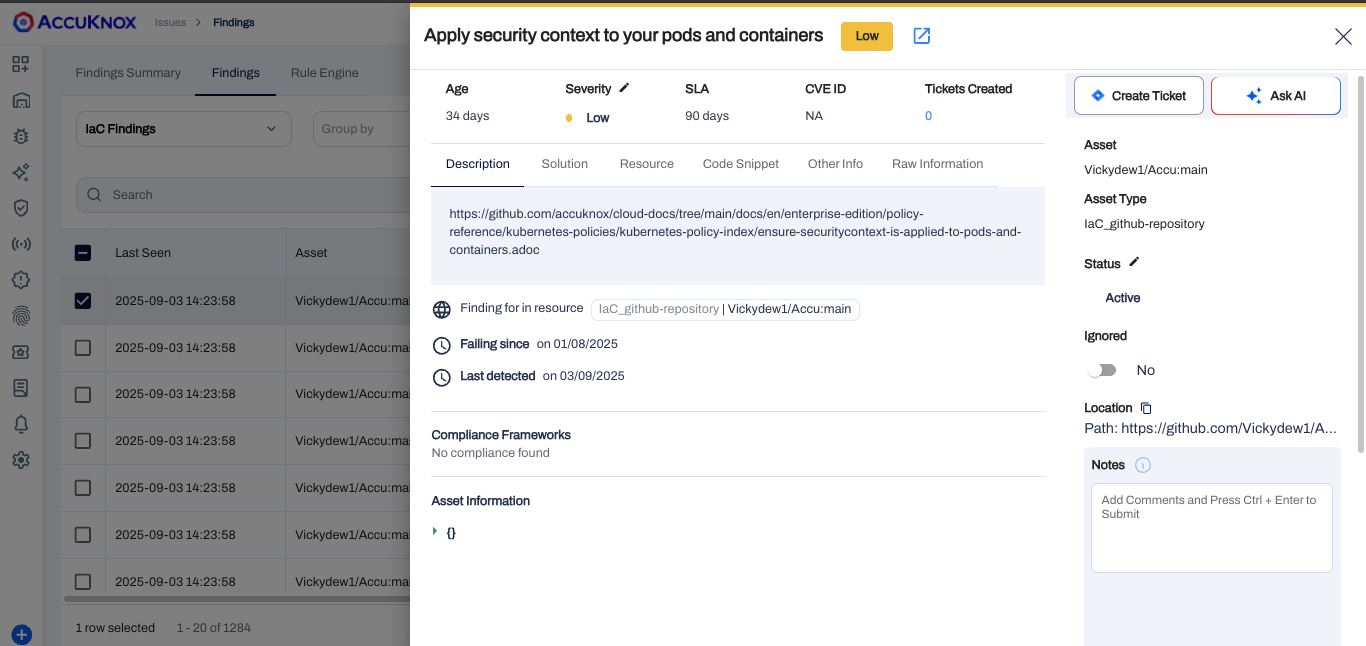 ACCUKNOX
Issues > Findings
Findings Summary
Findings
Rule Engine
IaC Findings
Group by
Search
Last Seen
Asset
2025-09-03 14:23:58
Vickydew1/Accu:mai
2025-09-03 14:23:58
Vickydew1/Accu:mai
2025-09-03 14:23:58
Vickydew1/Accu:mai
2025-09-03 14:23:58
Vickydew1/Accu:mai
2025-09-03 14:23:58
Vickydew1/Accu:mai
2025-09-03 14:23:58
Vickydew1/Accu:mai
2025-09-03 14:23:58
Vickydew1/Accu:mai
1 row selected
1 - 20 of 1284
Apply security context to your pods and containers
Low
Age
34 days
Severity
Low
SLA
90 days
CVE ID
NA
Tickets Created
0
Description
Solution
Resource
Code Snippet
Other Info
Raw Information
https://github.com/accuknox/cloud-docs/tree/main/docs/en/enterprise-edition/policy-
reference/kubernetes-policies/kubernetes-policy-index/ensure-securitycontext-is-applied-to-pods-and-
containers.adoc
Finding for in resource IaC_github-repository | Vickydew1/Accu:main
Failing since on 01/08/2025
Last detected on 03/09/2025
Compliance Frameworks
No compliance found
Asset Information
{}
Create Ticket
Ask AI
Asset
Vickydew1/Accu:main
Asset Type
IaC_github-repository
Status
Active
Ignored
No
Location
Path: https://github.com/Vickydew1/A...
Notes
Add Comments and Press Ctrl + Enter to
Submit